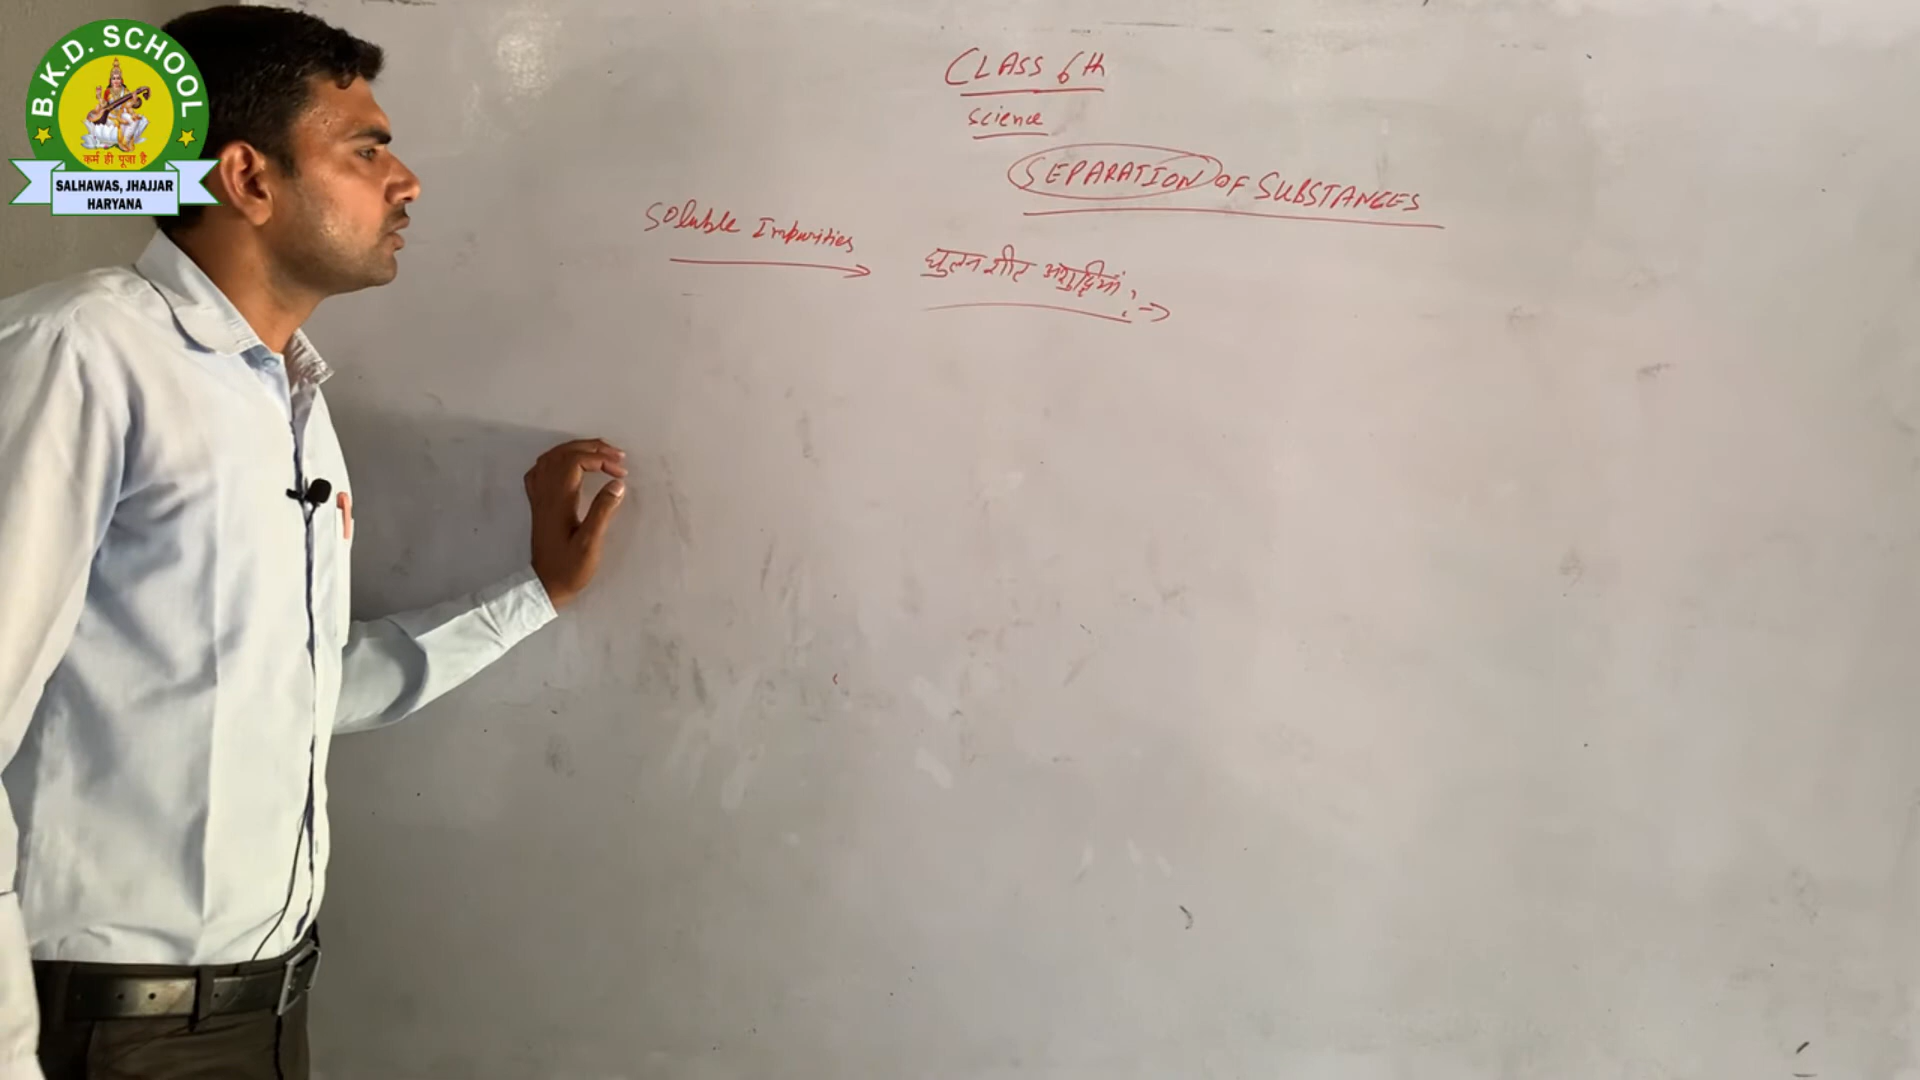 B.K.D. SCHOOL
कर्म ही पूजा है
SALHAWAS, JHAJJAR
HARYANA
CLASS 6th
Science
SEPARATION OF SUBSTANCES
Soluble Impurities → घुलनशील अशुद्धियां :→